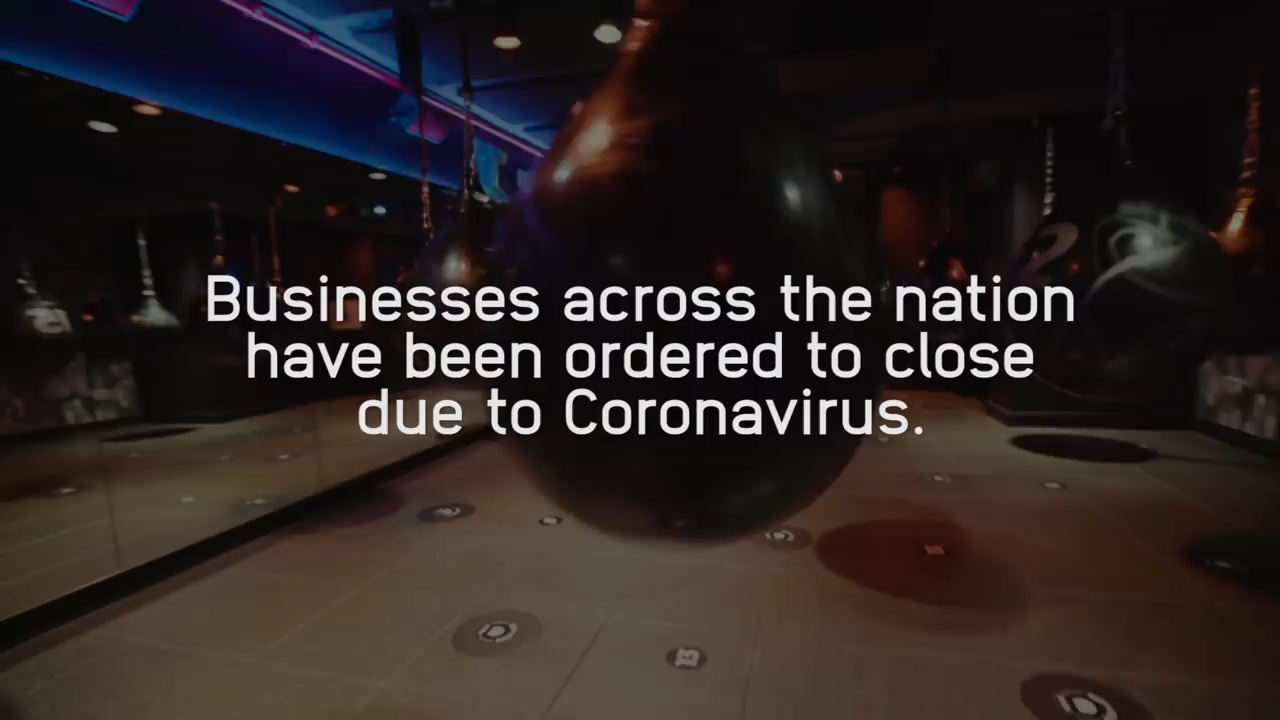 Businesses across the nation
have been ordered to close
due to Coronavirus.